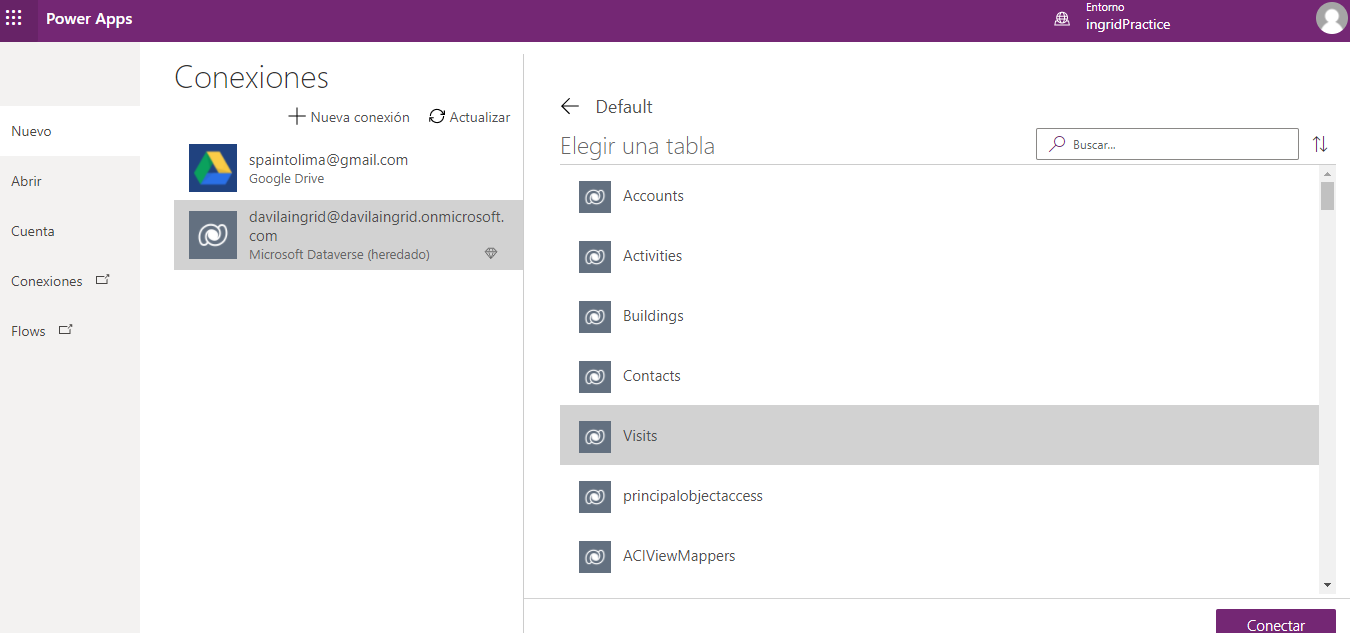 Power Apps
Entorno
ingridPractice
Nuevo
Abrir
Cuenta
Conexiones
Flows
Conexiones
Nueva conexión
Actualizar
spaintolima@gmail.com
Google Drive
davilaingrid@davilaingrid.onmicrosoft.
com
Microsoft Dataverse (heredado)
Default
Elegir una tabla
Buscar...
Accounts
Activities
Buildings
Contacts
Visits
principalobjectaccess
ACIViewMappers
Conectar